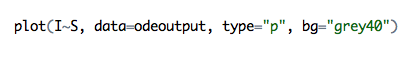 plot(I~S, data=odeoutput, type="p", bg="grey40")